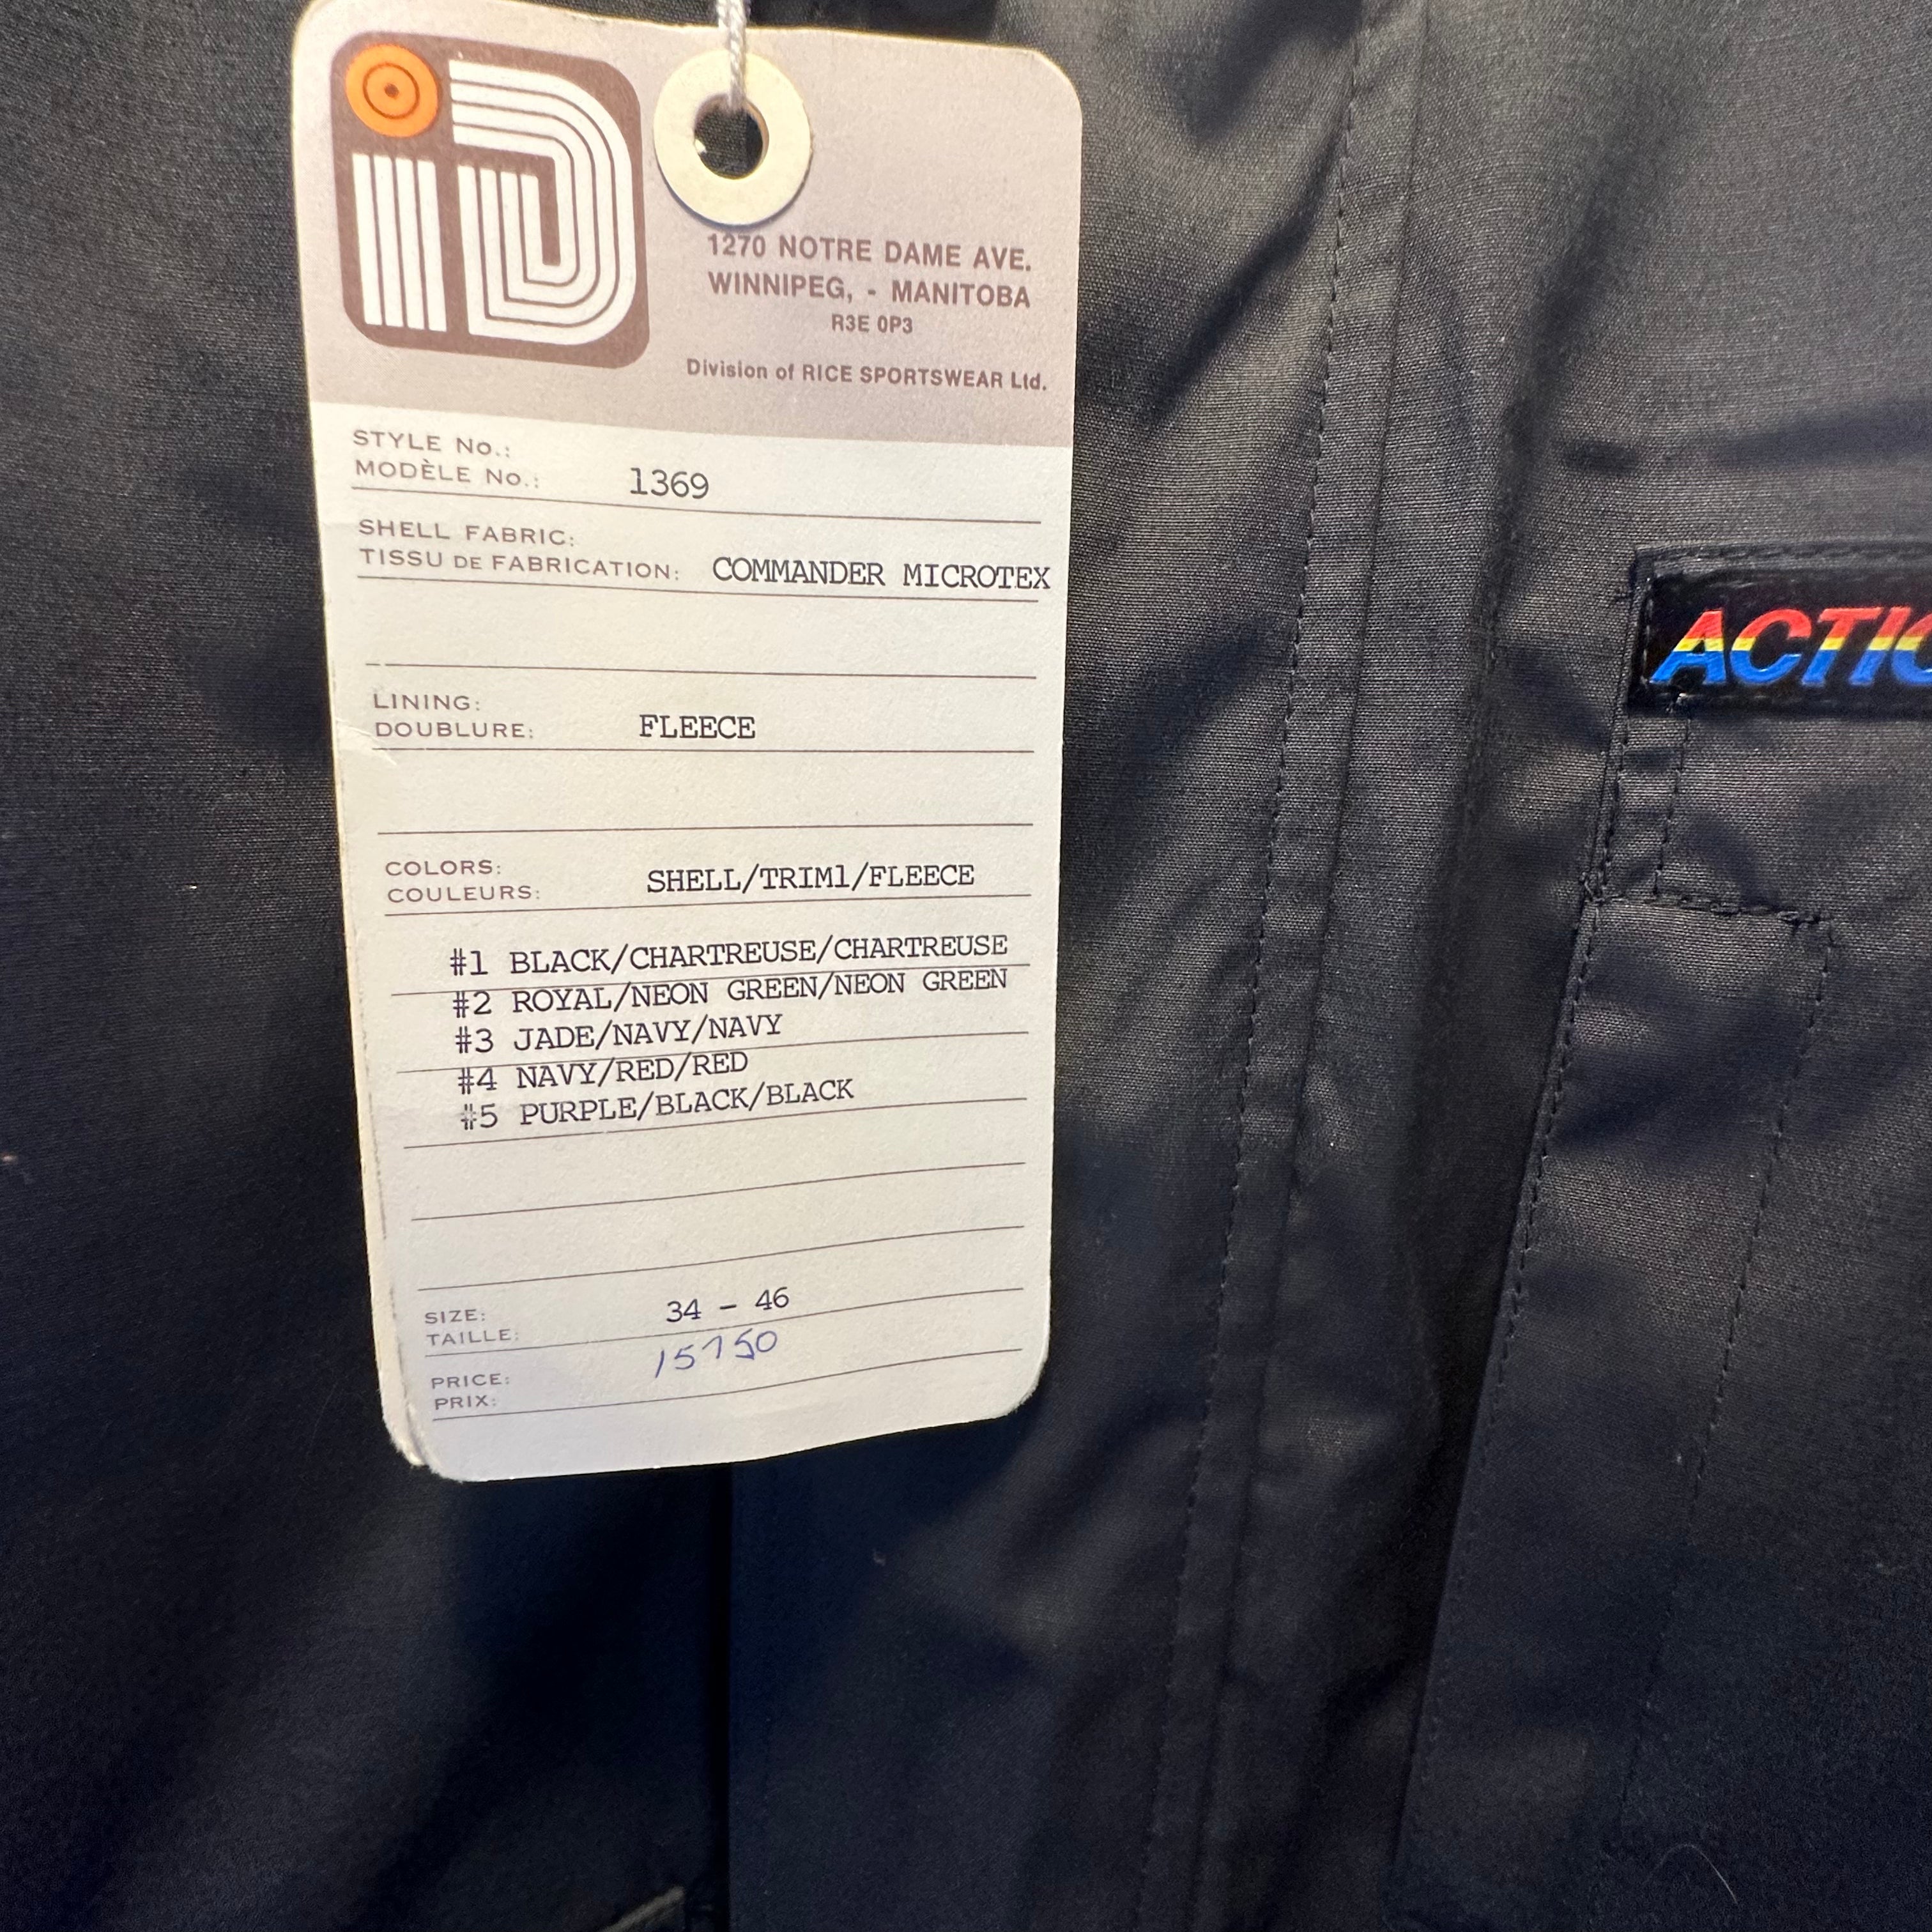 iD
1270 NOTRE DAME AVE.
WINNIPEG, - MANITOBA
R3E 0P3
Division of RICE SPORTSWEAR Ltd.
STYLE No.:
MODÈLE No.: 1369
SHELL FABRIC:
TISSU DE FABRICATION: COMMANDER MICROTEX
LINING:
DOUBLURE: FLEECE
COLORS:
COULEURS: SHELL/TRIM1/FLEECE
#1 BLACK/CHARTREUSE/CHARTREUSE
#2 ROYAL/NEON GREEN/NEON GREEN
#3 JADE/NAVY/NAVY
#4 NAVY/RED/RED
#5 PURPLE/BLACK/BLACK
SIZE: 34 - 46
TAILLE:
15750
PRICE:
PRIX:
ACTIO